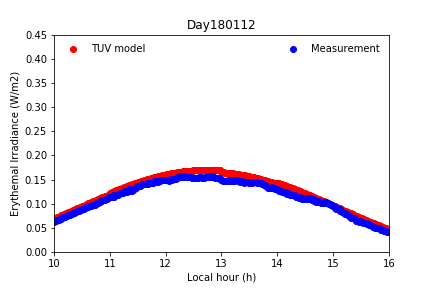 Day180112
TUV model
Measurement
Erythemal Irradiance (W/m2)
0.45
0.40
0.35
0.30
0.25
0.20
0.15
0.10
0.05
0.00
10 11 12 13 14 15 16
Local hour (h)